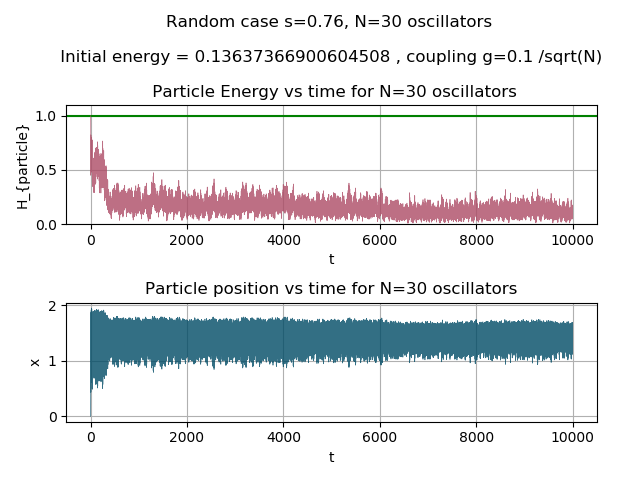 Random case s=0.76, N=30 oscillators
Initial energy = 0.13637366900604508 , coupling g=0.1 /sqrt(N)
Particle Energy vs time for N=30 oscillators
1.0
0.5
0.0
H_{particle}
0 2000 4000 6000 8000 10000
t
Particle position vs time for N=30 oscillators
2
1
0
x
0 2000 4000 6000 8000 10000
t